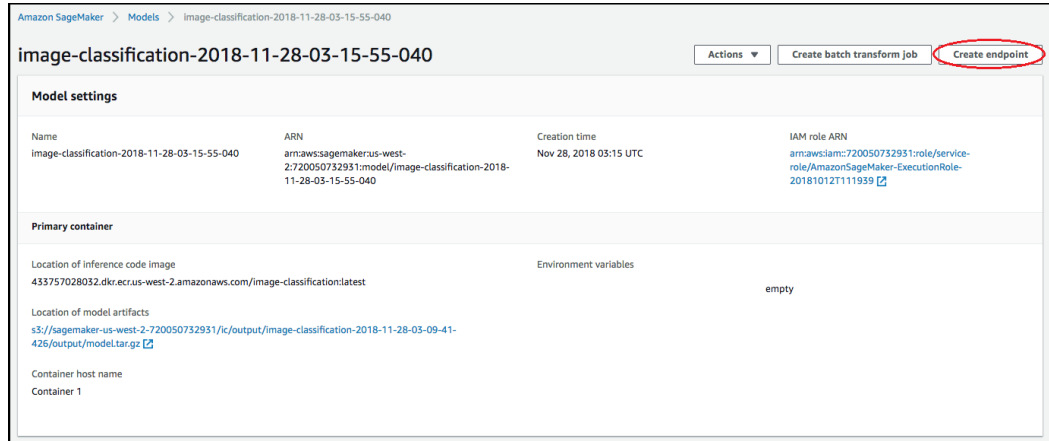 Amazon SageMaker > Models > image-classification-2018-11-28-03-15-55-040
image-classification-2018-11-28-03-15-55-040
Actions ▼ Create batch transform job Create endpoint
Model settings
Name ARN Creation time IAM role ARN
image-classification-2018-11-28-03-15-55-040 arn:aws:sagemaker:us-west- Nov 28, 2018 03:15 UTC arn:aws:iam::720050732931:role/service-
2:720050732931:model/image-classification-2018- role/AmazonSageMaker-ExecutionRole-
11-28-03-15-55-040 20181012T111939
Primary container
Location of inference code image Environment variables
433757028032.dkr.ecr.us-west-2.amazonaws.com/image-classification:latest
empty
Location of model artifacts
s3://sagemaker-us-west-2-720050732931/ic/output/image-classification-2018-11-28-03-09-41-
426/output/model.tar.gz
Container host name
Container 1